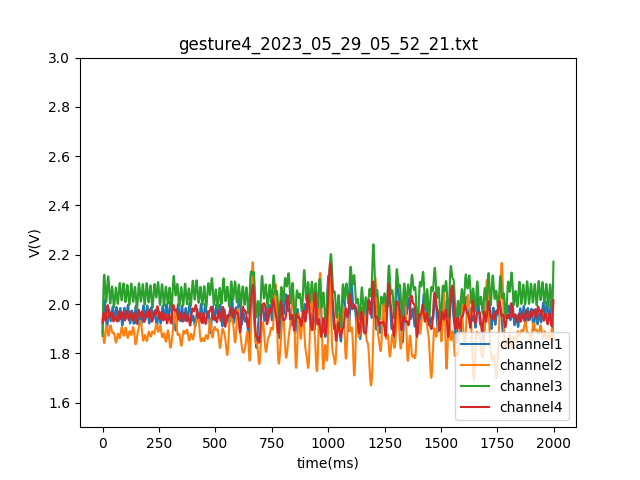 gesture4_2023_05_29_05_52_21.txt
3.0
2.8
2.6
2.4
2.2
2.0
1.8
1.6
V(V)
channel1
channel2
channel3
channel4
0 250 500 750 1000 1250 1500 1750 2000
time(ms)